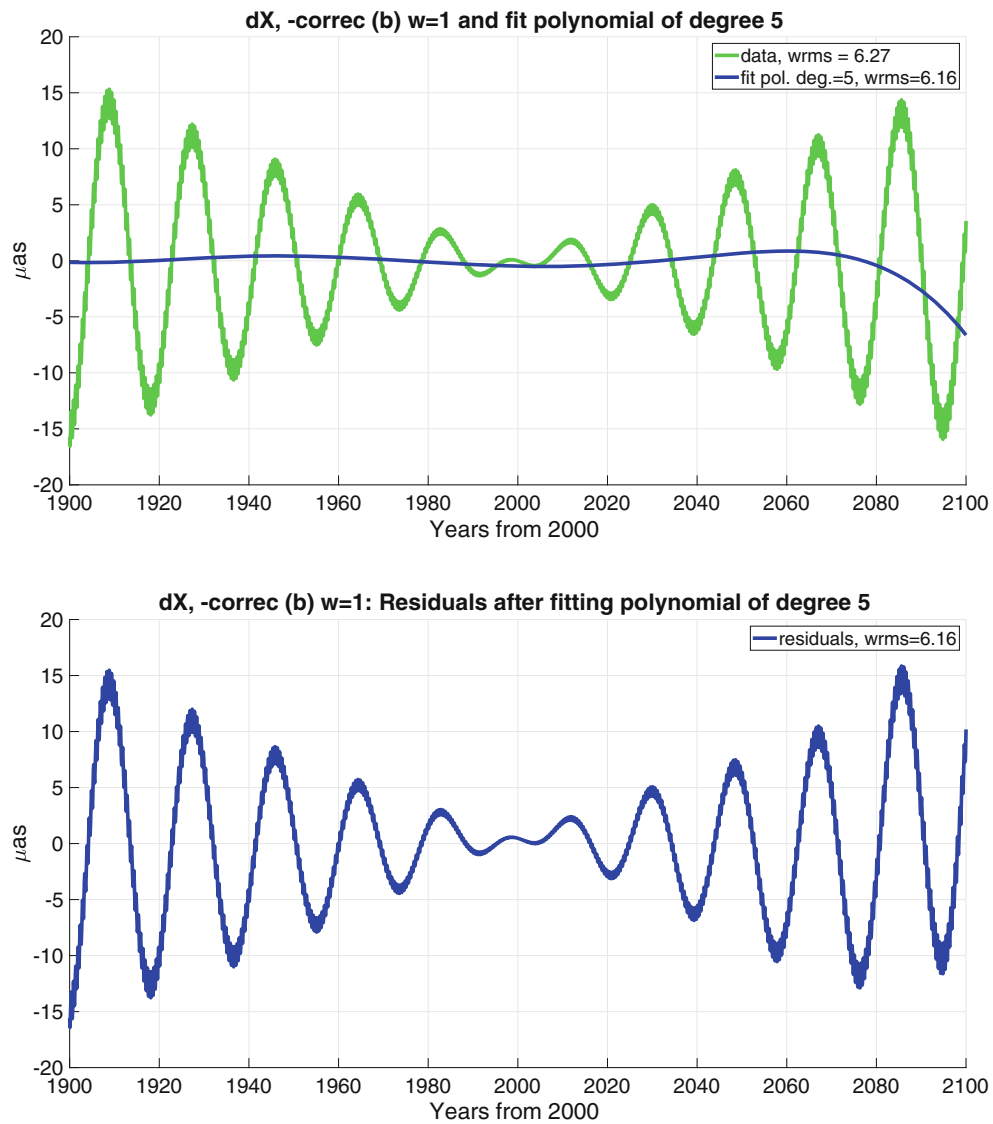 dX, -correc (b) w=1 and fit polynomial of degree 5
data, wrms = 6.27
fit pol. deg.=5, wrms=6.16
20
15
10
5
0
-5
-10
-15
-20
μas
1900 1920 1940 1960 1980 2000 2020 2040 2060 2080 2100
Years from 2000
dX, -correc (b) w=1: Residuals after fitting polynomial of degree 5
residuals, wrms=6.16
20
15
10
5
0
-5
-10
-15
-20
μas
1900 1920 1940 1960 1980 2000 2020 2040 2060 2080 2100
Years from 2000